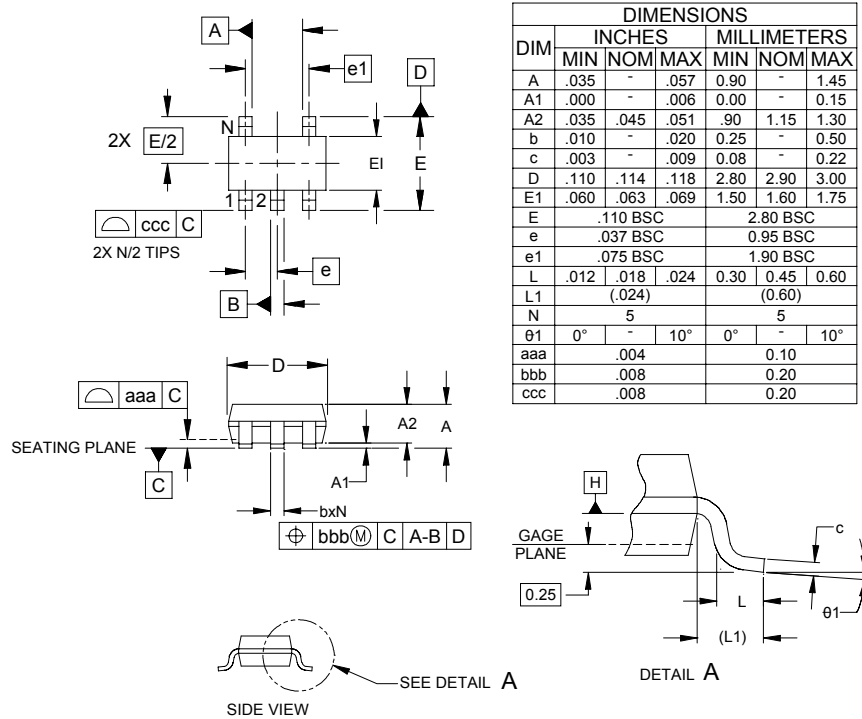 A
e1
D
N
2X E/2
EI
E
1 2
⌓ ccc C
2X N/2 TIPS
e
B
DIMENSIONS
DIM INCHES MILLIMETERS
MIN NOM MAX MIN NOM MAX
A .035 - .057 0.90 - 1.45
A1 .000 - .006 0.00 - 0.15
A2 .035 .045 .051 .90 1.15 1.30
b .010 - .020 0.25 - 0.50
c .003 - .009 0.08 - 0.22
D .110 .114 .118 2.80 2.90 3.00
E1 .060 .063 .069 1.50 1.60 1.75
E .110 BSC 2.80 BSC
e .037 BSC 0.95 BSC
e1 .075 BSC 1.90 BSC
L .012 .018 .024 0.30 0.45 0.60
L1 (.024) (0.60)
N 5 5
θ1 0° - 10° 0° - 10°
aaa .004 0.10
bbb .008 0.20
ccc .008 0.20
D
⌓ aaa C
A2 A
SEATING PLANE
C
A1
bxN
⌖ bbbⓂ C A-B D
H
GAGE
PLANE
c
0.25
L
θ1
(L1)
DETAIL A
SEE DETAIL A
SIDE VIEW